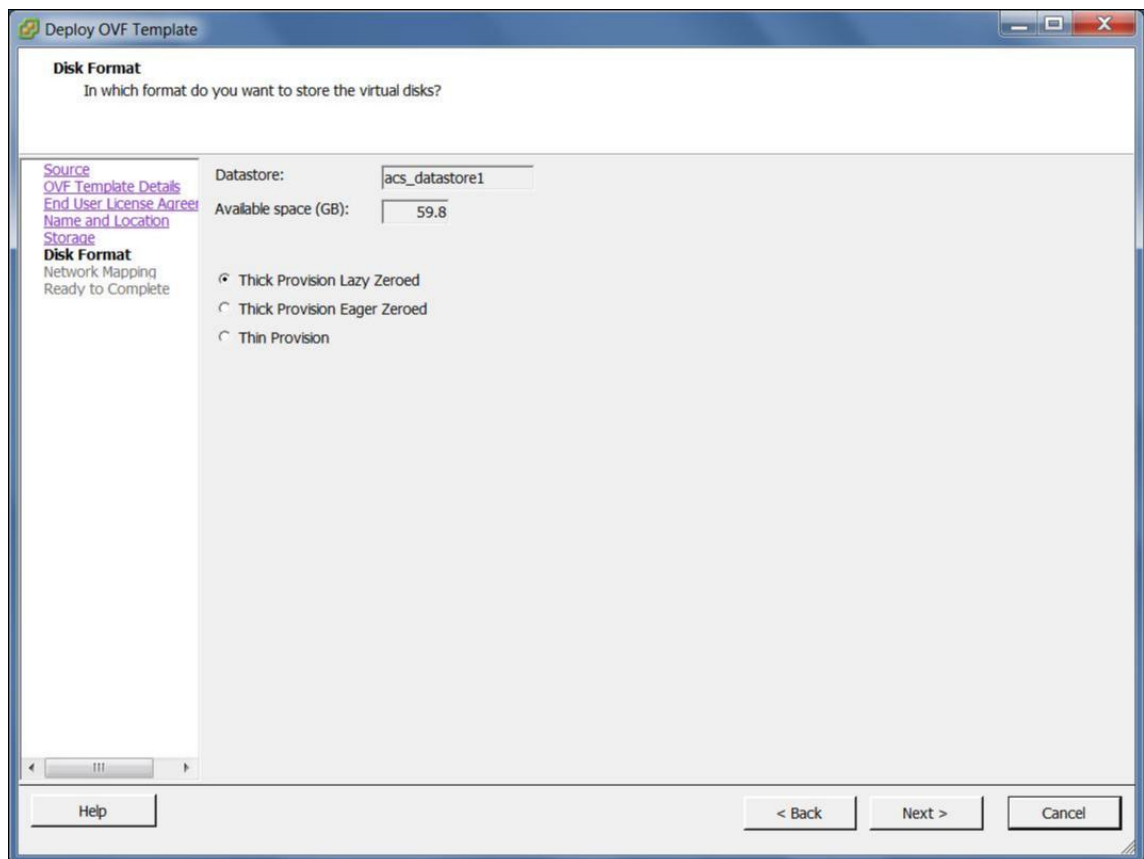 Deploy OVF Template
Disk Format
In which format do you want to store the virtual disks?
Source
OVF Template Details
End User License Agreer
Name and Location
Storage
Disk Format
Network Mapping
Ready to Complete
Datastore: acs_datastore1
Available space (GB): 59.8
Thick Provision Lazy Zeroed
Thick Provision Eager Zeroed
Thin Provision
Help
< Back
Next >
Cancel